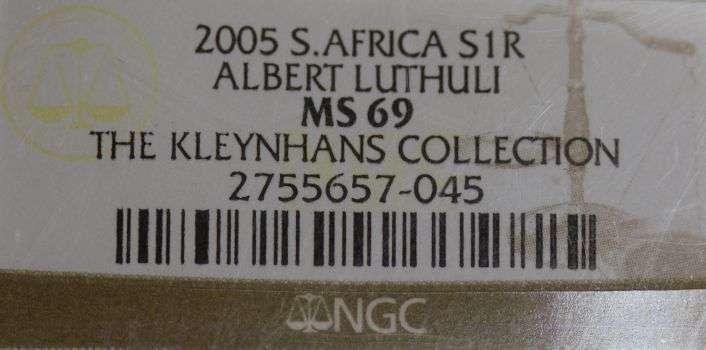 2005 S.AFRICA S1R
ALBERT LUTHULI
MS 69
THE KLEYNHANS COLLECTION
2755657-045
NGC